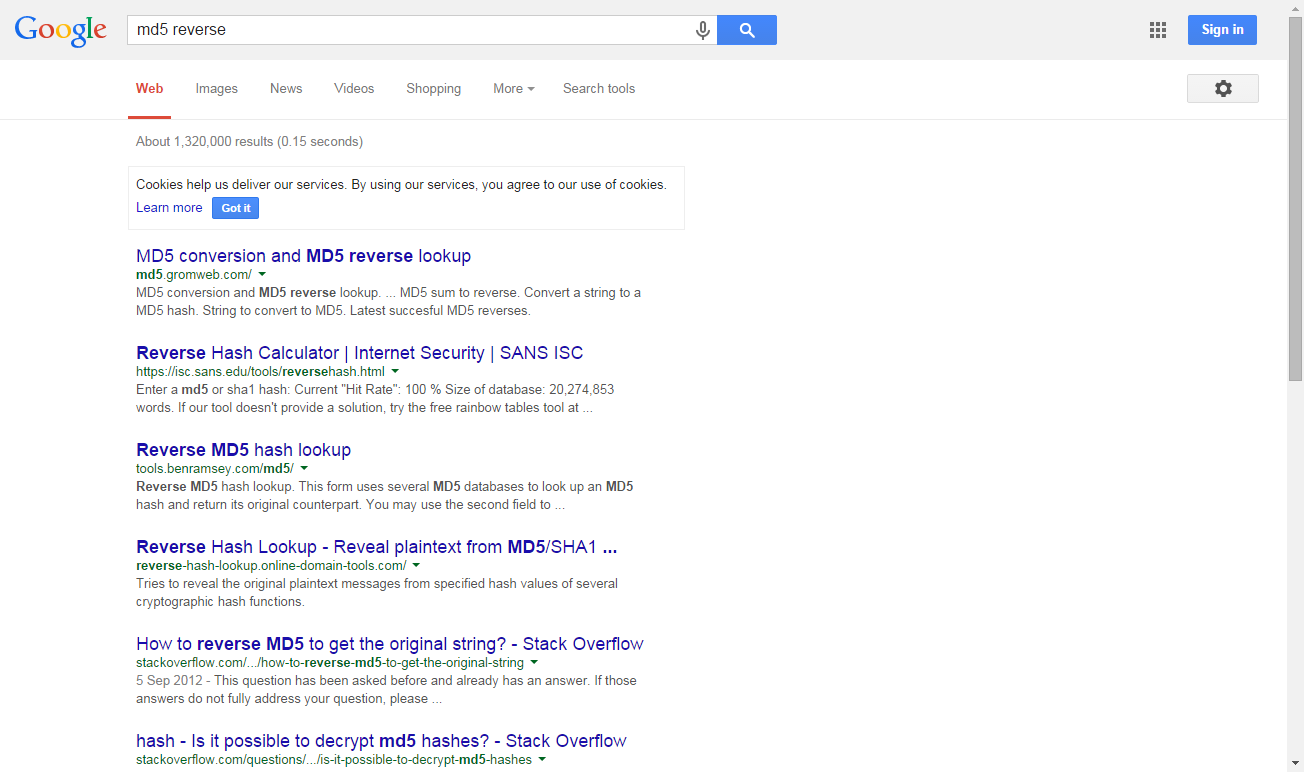 Google
md5 reverse
Sign in
Web Images News Videos Shopping More Search tools
About 1,320,000 results (0.15 seconds)
Cookies help us deliver our services. By using our services, you agree to our use of cookies.
Learn more Got it
MD5 conversion and MD5 reverse lookup
md5.gromweb.com/
MD5 conversion and MD5 reverse lookup. ... MD5 sum to reverse. Convert a string to a
MD5 hash. String to convert to MD5. Latest succesful MD5 reverses.
Reverse Hash Calculator | Internet Security | SANS ISC
https://isc.sans.edu/tools/reversehash.html
Enter a md5 or sha1 hash: Current "Hit Rate": 100 % Size of database: 20,274,853
words. If our tool doesn't provide a solution, try the free rainbow tables tool at ...
Reverse MD5 hash lookup
tools.benramsey.com/md5/
Reverse MD5 hash lookup. This form uses several MD5 databases to look up an MD5
hash and return its original counterpart. You may use the second field to ...
Reverse Hash Lookup - Reveal plaintext from MD5/SHA1 ...
reverse-hash-lookup.online-domain-tools.com/
Tries to reveal the original plaintext messages from specified hash values of several
cryptographic hash functions.
How to reverse MD5 to get the original string? - Stack Overflow
stackoverflow.com/.../how-to-reverse-md5-to-get-the-original-string
5 Sep 2012 - This question has been asked before and already has an answer. If those
answers do not fully address your question, please ...
hash - Is it possible to decrypt md5 hashes? - Stack Overflow
stackoverflow.com/questions/.../is-it-possible-to-decrypt-md5-hashes